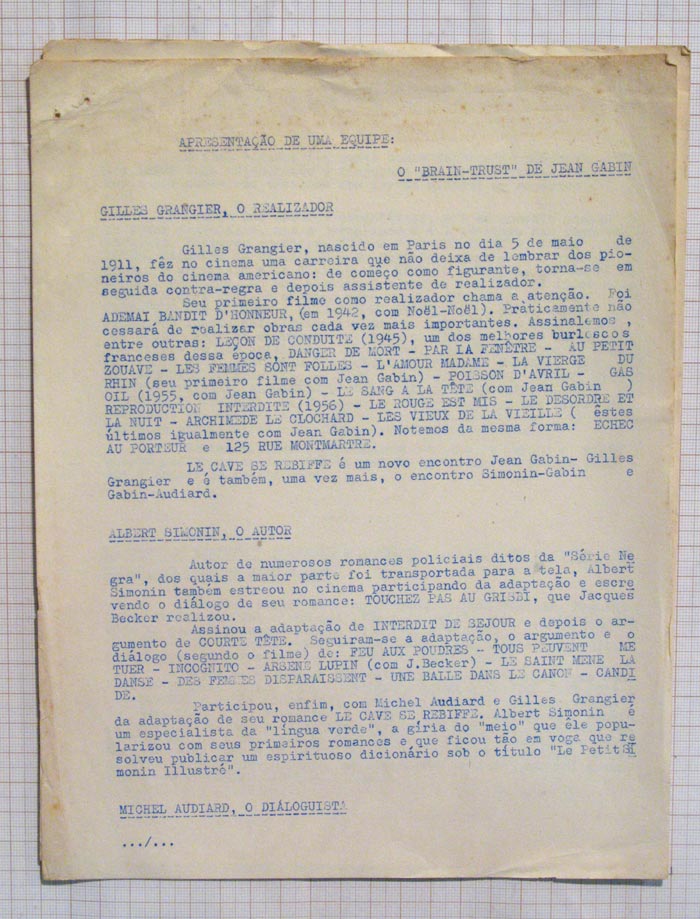 APRESENTAÇÃO DE UMA EQUIPE:
O "BRAIN-TRUST" DE JEAN GABIN
GILLES GRANGIER, O REALIZADOR
Gilles Grangier, nascido em Paris no dia 5 de maio de
1911, fêz no cinema uma carreira que não deixa de lembrar dos pio-
neiros do cinema americano: de comêço como figurante, torna-se em
seguida contra-regra e depois assistente de realizador.
Seu primeiro filme como realizador chama a atenção. Foi
ADEMAI BANDIT D'HONNEUR, (em 1942, com Noël-Noël). Práticamente não
cessará de realizar obras cada vez mais importantes. Assinalemos ,
entre outras: LEÇON DE CONDUITE (1945), um dos melhores burlescos
franceses dessa época, DANGER DE MORT - PAR LA FENÊTRE - AU PETIT
ZOUAVE - LES FEMMES SONT FOLLES - L'AMOUR MADAME - LA VIERGE DU
RHIN (seu primeiro filme com Jean Gabin) - POISSON D'AVRIL - GAS
OIL (1955, com Jean Gabin) - LE SANG A LA TÊTE (com Jean Gabin )
REPRODUCTION INTERDITE (1956) - LE ROUGE EST MIS - LE DESORDRE ET
LA NUIT - ARCHIMEDE LE CLOCHARD - LES VIEUX DE LA VIEILLE ( êstes
últimos igualmente com Jean Gabin). Notemos da mesma forma: ECHEC
AU PORTEUR e 125 RUE MONTMARTRE.
LE CAVE SE REBIFFE é um novo encontro Jean Gabin- Gilles
Grangier e é também, uma vez mais, o encontro Simonin-Gabin e
Gabin-Audiard.
ALBERT SIMONIN, O AUTOR
Autor de numerosos romances policiais ditos da "Série Ne
gra", dos quais a maior parte foi transportada para a tela, Albert
Simonin também estreou no cinema participando da adaptação e escre
vendo o diálogo de seu romance: TOUCHEZ PAS AU GRISBI, que Jacques
Becker realizou.
Assinou a adaptação de INTERDIT DE SEJOUR e depois o ar-
gumento de COURTE TÊTE. Seguiram-se a adaptação, o argumento e o
diálogo (segundo o filme) de: FEU AUX POUDRES - TOUS PEUVENT ME
TUER - INCOGNITO - ARSENE LUPIN (com J.Becker) - LE SAINT MENE LA
DANSE - DES FEMMES DISPARAISSENT - UNE BALLE DANS LE CANON - CANDI
DE.
Participou, enfim, com Michel Audiard e Gilles Grangier
da adaptação de seu romance LE CAVE SE REBIFFE. Albert Simonin é
um especialista da "língua verde", a gíria do "meio" que êle popu-
larizou com seus primeiros romances e que ficou tão em voga que re
solveu publicar um espirituoso dicionário sob o título "Le Petit Si
monin Illustré".
MICHEL AUDIARD, O DIÁLOGUISTA
.../...